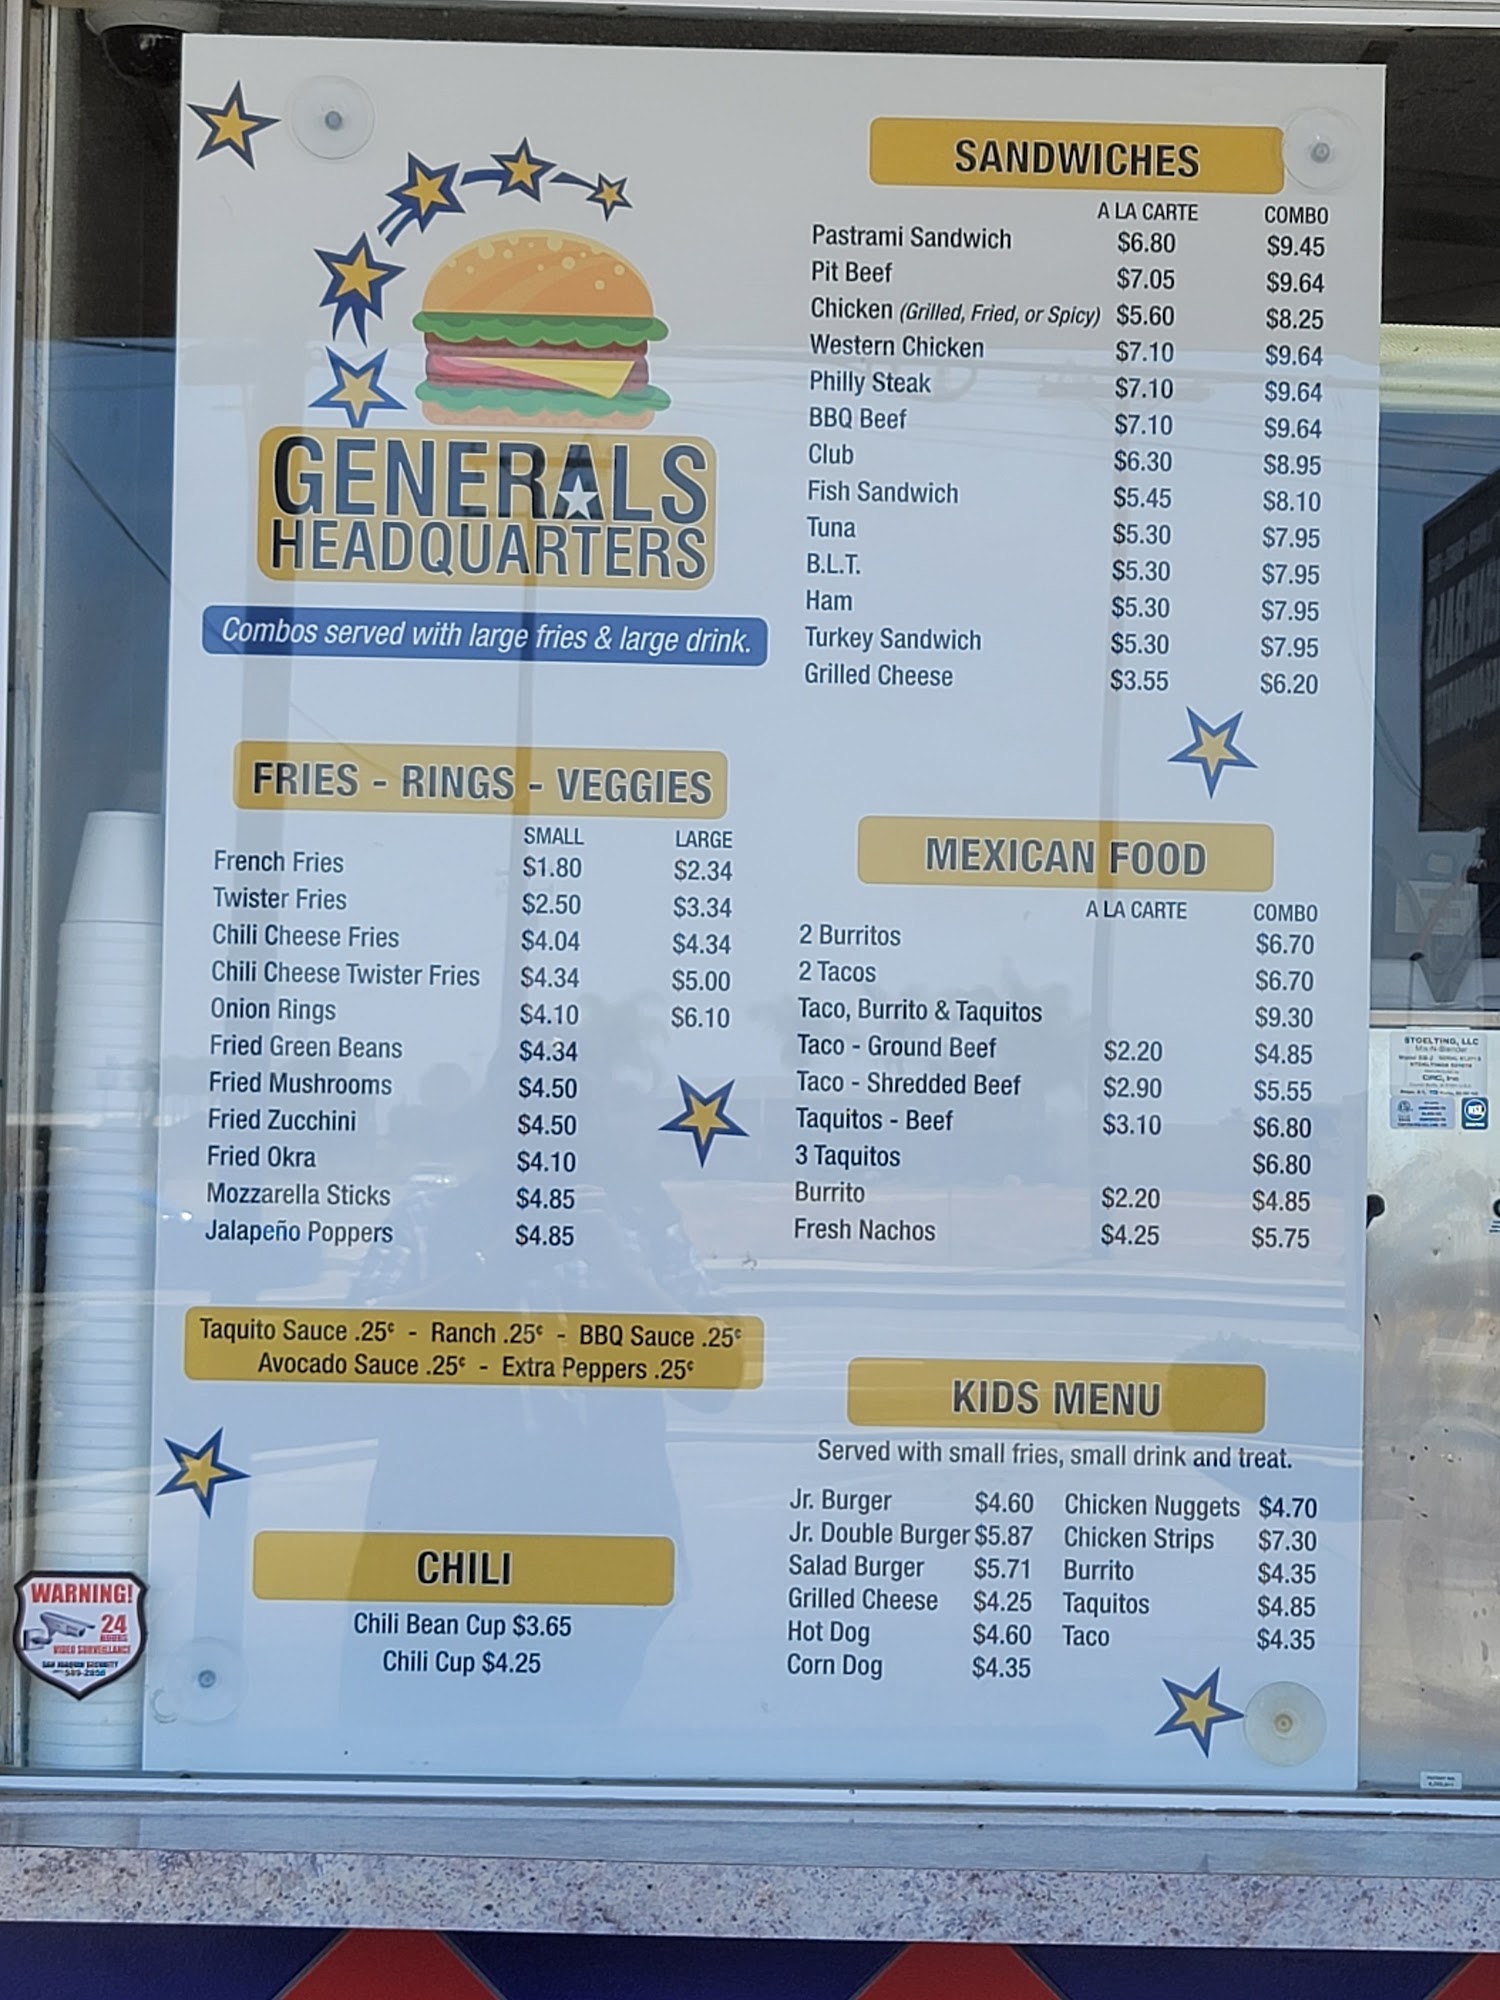 GENERALS
HEADQUARTERS
Combos served with large fries & large drink.
SANDWICHES
A LA CARTE COMBO
Pastrami Sandwich $6.80 $9.45
Pit Beef $7.05 $9.64
Chicken (Grilled, Fried, or Spicy) $5.60 $8.25
Western Chicken $7.10 $9.64
Philly Steak $7.10 $9.64
BBQ Beef $7.10 $9.64
Club $6.30 $8.95
Fish Sandwich $5.45 $8.10
Tuna $5.30 $7.95
B.L.T. $5.30 $7.95
Ham $5.30 $7.95
Turkey Sandwich $5.30 $7.95
Grilled Cheese $3.55 $6.20
FRIES - RINGS - VEGGIES
SMALL LARGE
French Fries $1.80 $2.34
Twister Fries $2.50 $3.34
Chili Cheese Fries $4.04 $4.34
Chili Cheese Twister Fries $4.34 $5.00
Onion Rings $4.10 $6.10
Fried Green Beans $4.34
Fried Mushrooms $4.50
Fried Zucchini $4.50
Fried Okra $4.10
Mozzarella Sticks $4.85
Jalapeño Poppers $4.85
Taquito Sauce .25¢ - Ranch .25¢ - BBQ Sauce .25¢
Avocado Sauce .25¢ - Extra Peppers .25¢
CHILI
Chili Bean Cup $3.65
Chili Cup $4.25
MEXICAN FOOD
A LA CARTE COMBO
2 Burritos $6.70
2 Tacos $6.70
Taco, Burrito & Taquitos $9.30
Taco - Ground Beef $2.20 $4.85
Taco - Shredded Beef $2.90 $5.55
Taquitos - Beef $3.10 $6.80
3 Taquitos $6.80
Burrito $2.20 $4.85
Fresh Nachos $4.25 $5.75
KIDS MENU
Served with small fries, small drink and treat.
Jr. Burger $4.60 Chicken Nuggets $4.70
Jr. Double Burger $5.87 Chicken Strips $7.30
Salad Burger $5.71 Burrito $4.35
Grilled Cheese $4.25 Taquitos $4.85
Hot Dog $4.60 Taco $4.35
Corn Dog $4.35
WARNING!
24
HOURS
VIDEO SURVEILLANCE
SAN JOAQUIN SECURITY
589-2858
STOELTING, LLC